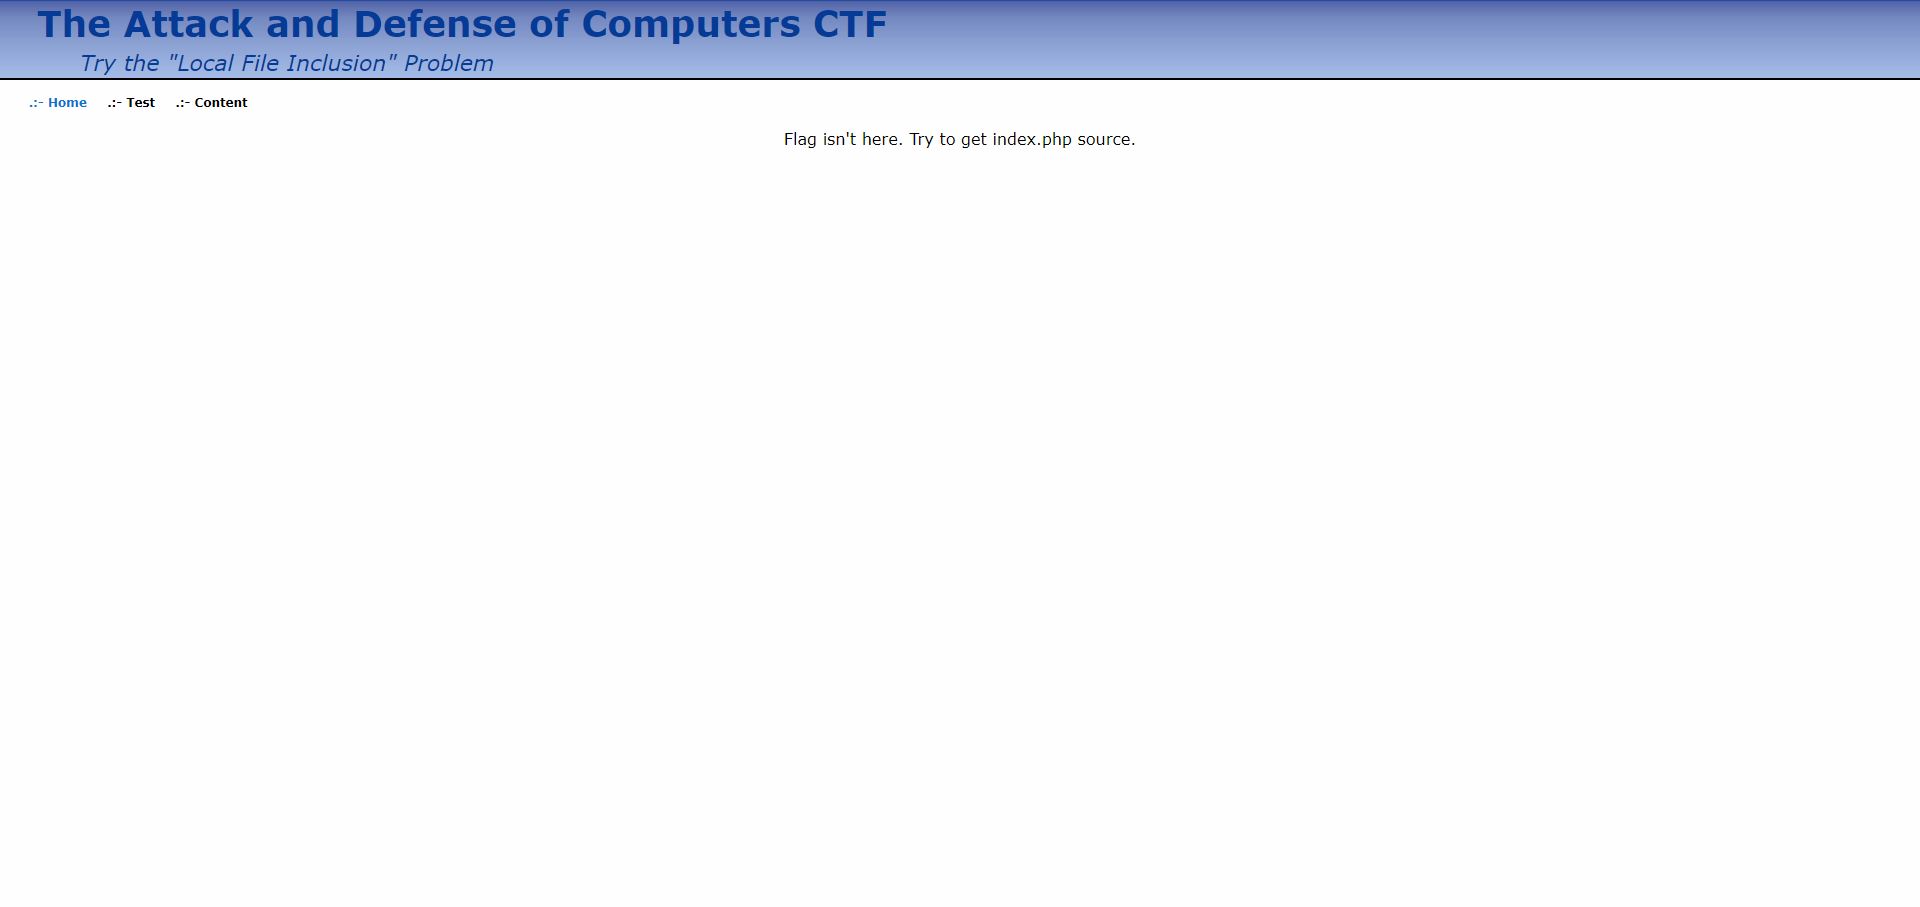 The Attack and Defense of Computers CTF
Try the "Local File Inclusion" Problem
.:- Home .:- Test .:- Content
Flag isn't here. Try to get index.php source.